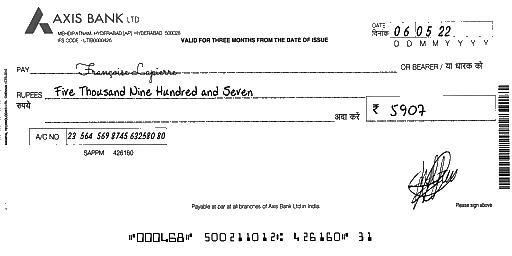 AXIS BANK LTD
MEHDIPATNAM, HYDERABAD [AP] - HYDERABAD 500028
IFS CODE - UTIB0000426
VALID FOR THREE MONTHS FROM THE DATE OF ISSUE
DATE
दिनांक
0 6 0 5 2 2
D D M M Y Y Y Y
PAY Françoise Lapierre OR BEARER / या धारक को
RUPEES Five Thousand Nine Hundred and Seven
रुपये
अदा करें ₹ 5907
A/C NO 23 564 569 8745 632580 80
SAPPM 426160
Payable at par at all branches of Axis Bank Ltd in India.
Please sign above
⑈000468⑈ 500211012⑆ 426160⑈ 31